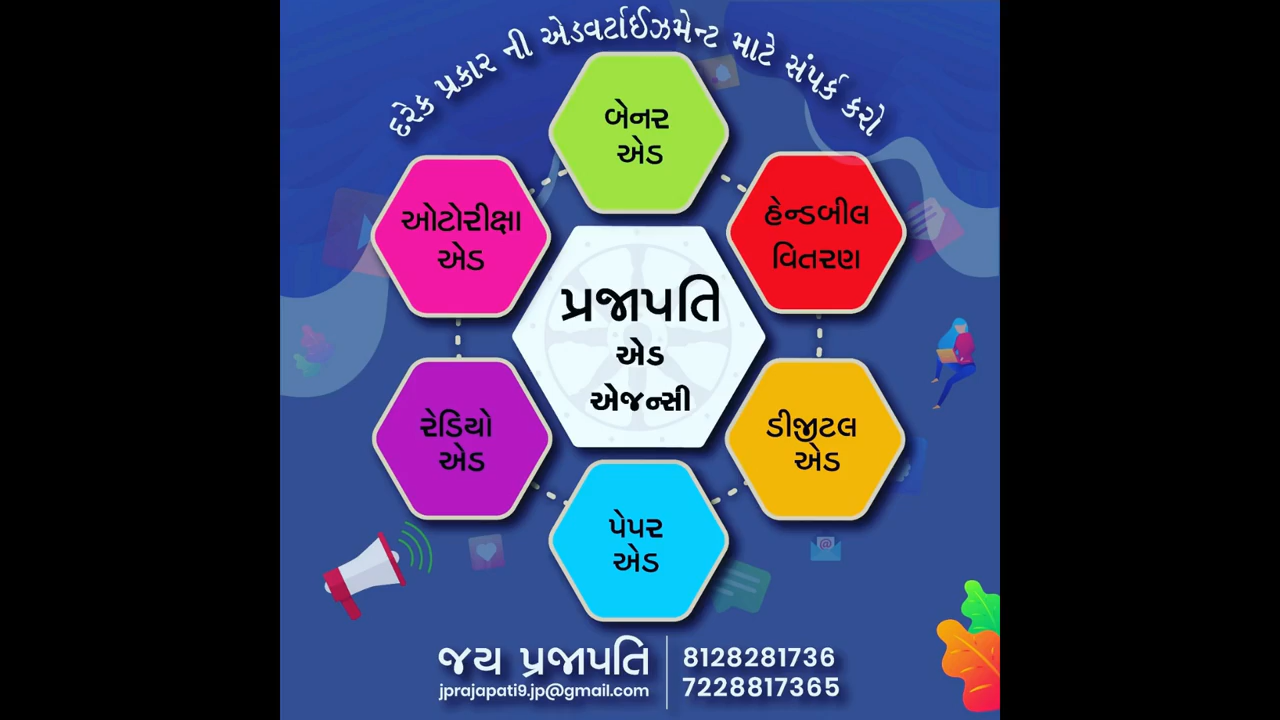 દરેક પ્રકાર ની એડવર્ટાઈઝમેન્ટ માટે સંપર્ક કરો
બેનર
એડ
ઓટોરીક્ષા
એડ
હેન્ડબીલ
વિતરણ
પ્રજાપતિ
એડ
એજન્સી
રેડિયો
એડ
ડીજીટલ
એડ
પેપર
એડ
જય પ્રજાપતિ
jprajapati9.jp@gmail.com
8128281736
7228817365